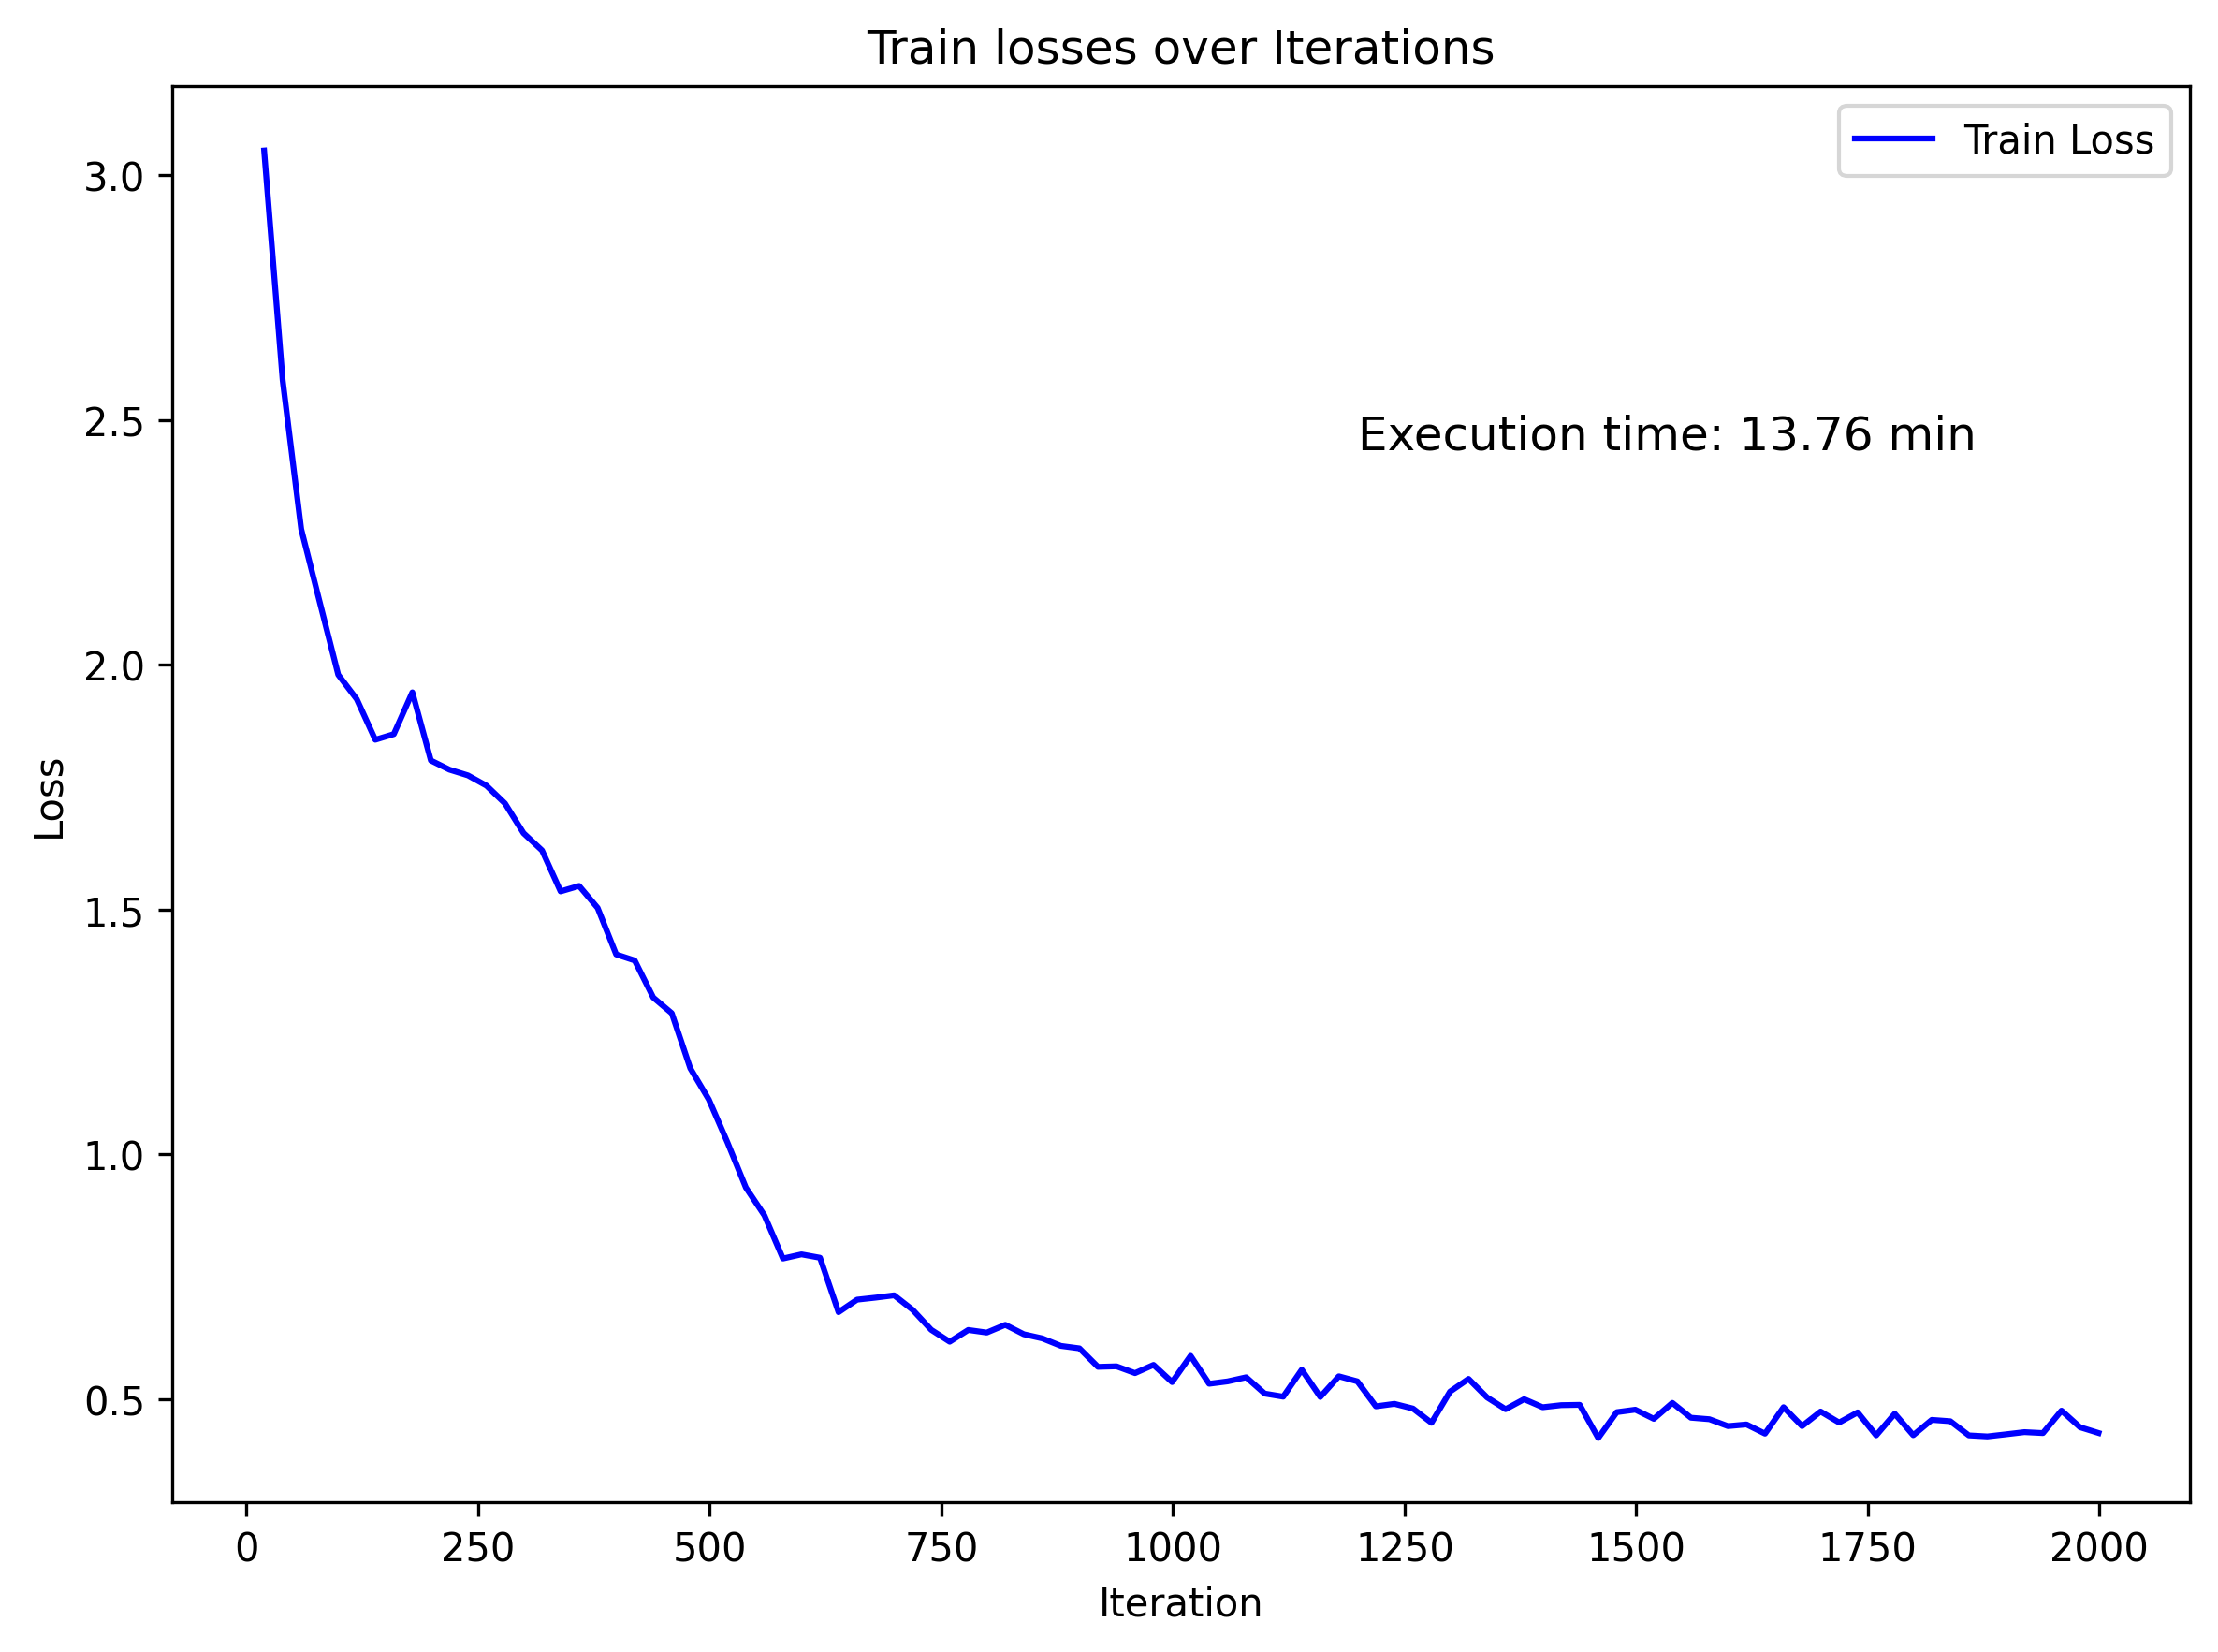 Train losses over Iterations
Train Loss
Execution time: 13.76 min
3.0
2.5
2.0
1.5
1.0
0.5
Loss
0 250 500 750 1000 1250 1500 1750 2000
Iteration